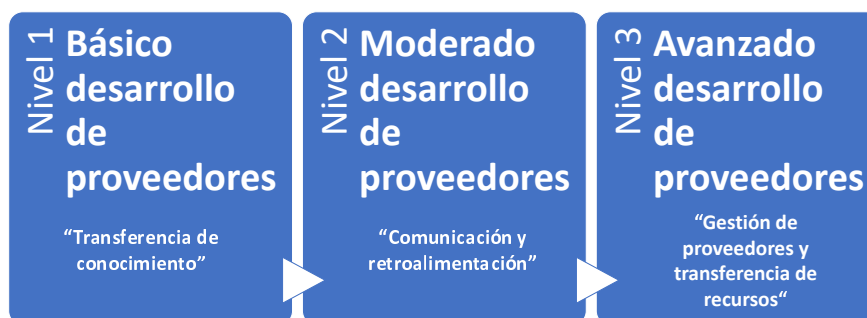 Nivel 1
Básico
desarrollo
de
proveedores
“Transferencia de
conocimiento”
Nivel 2
Moderado
desarrollo
de
proveedores
“Comunicación y
retroalimentación”
Nivel 3
Avanzado
desarrollo
de
proveedores
“Gestión de
proveedores y
transferencia de
recursos“